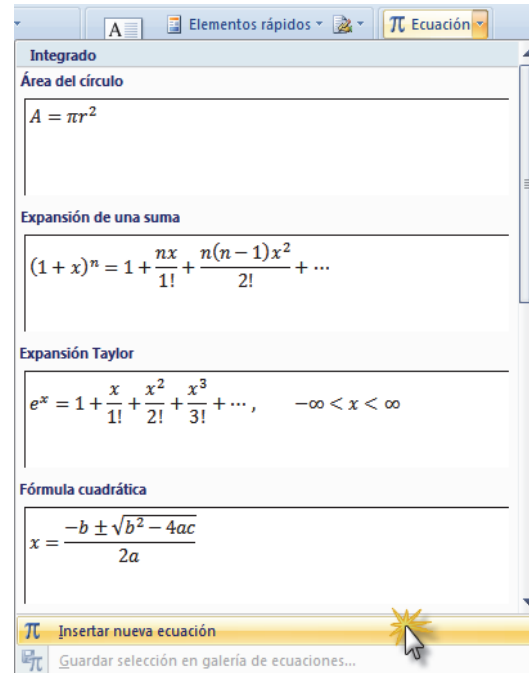 A Elementos rápidos π Ecuación
Integrado
Área del círculo
A = πr²
Expansión de una suma
(1 + x)ⁿ = 1 + nx/1! + n(n − 1)x²/2! + ⋯
Expansión Taylor
eˣ = 1 + x/1! + x²/2! + x³/3! + ⋯ , −∞ < x < ∞
Fórmula cuadrática
x = (−b ± √(b² − 4ac))/2a
π Insertar nueva ecuación
π Guardar selección en galería de ecuaciones...